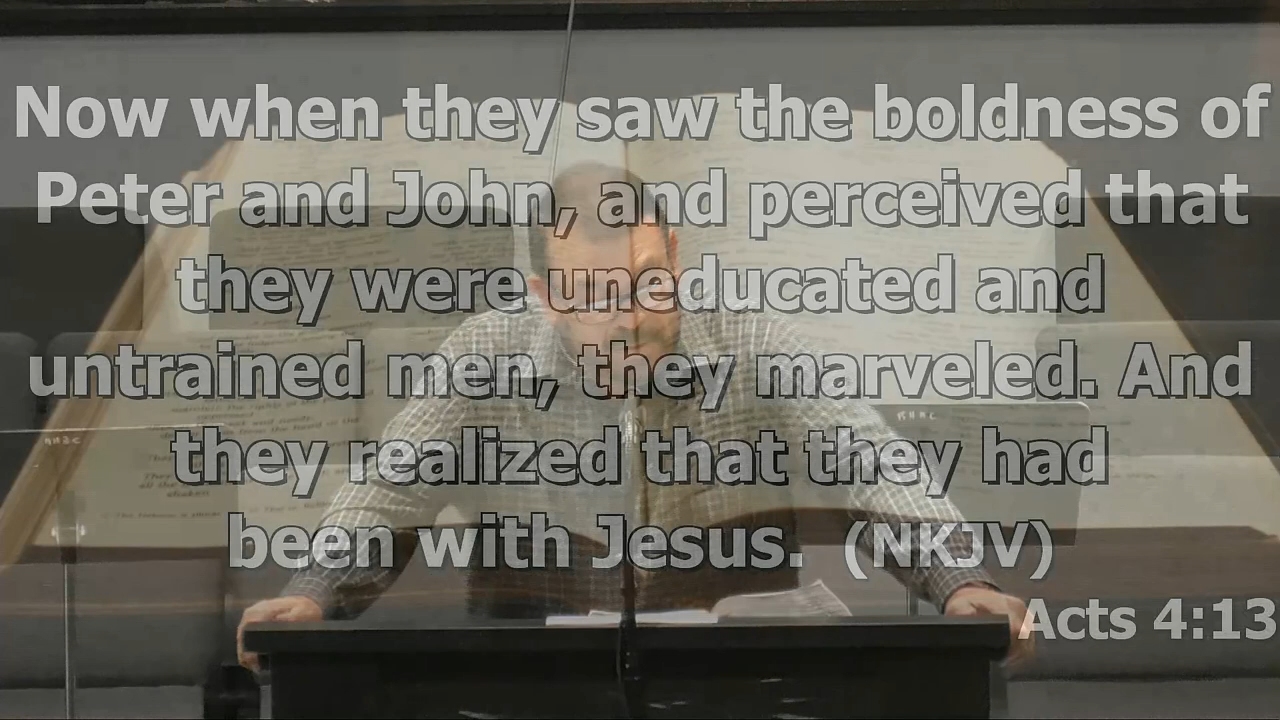 Now when they saw the boldness of
Peter and John, and perceived that
they were uneducated and
untrained men, they marveled. And
they realized that they had
been with Jesus.  (NKJV)
Acts 4:13